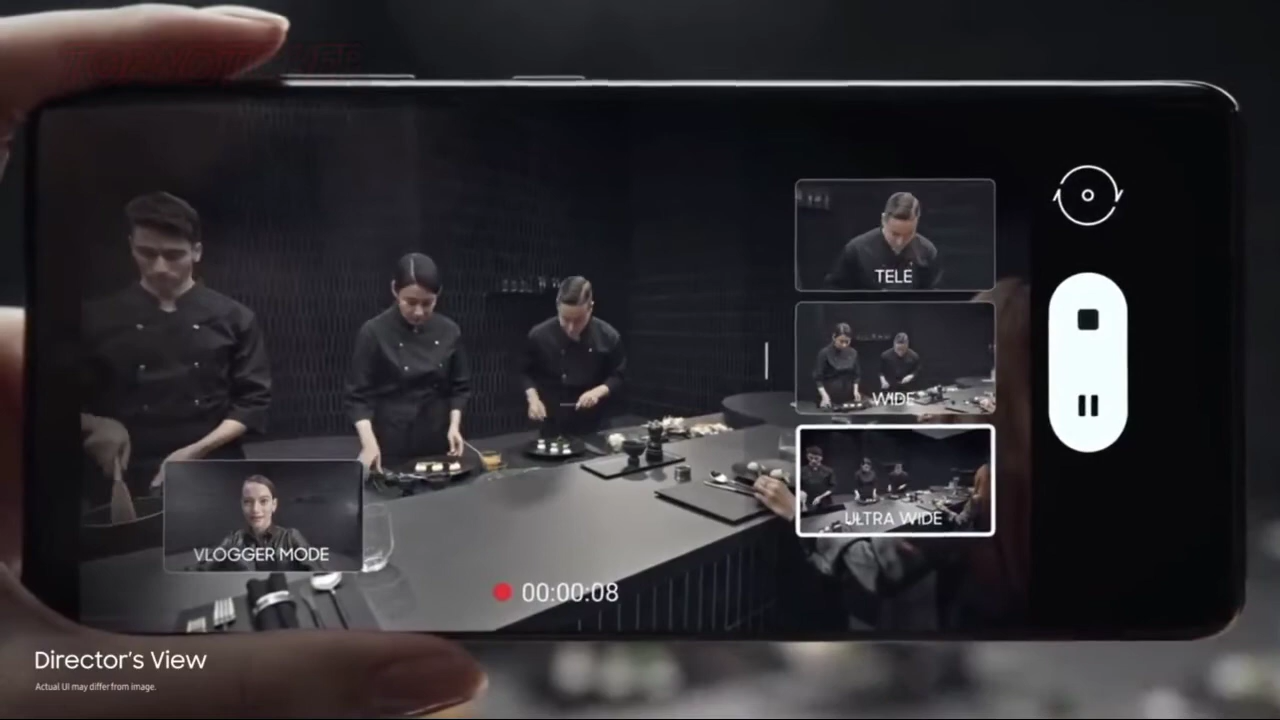 TELE
WIDE
ULTRA WIDE
VLOGGER MODE
00:00:08
Director's View
Actual UI may differ from image.